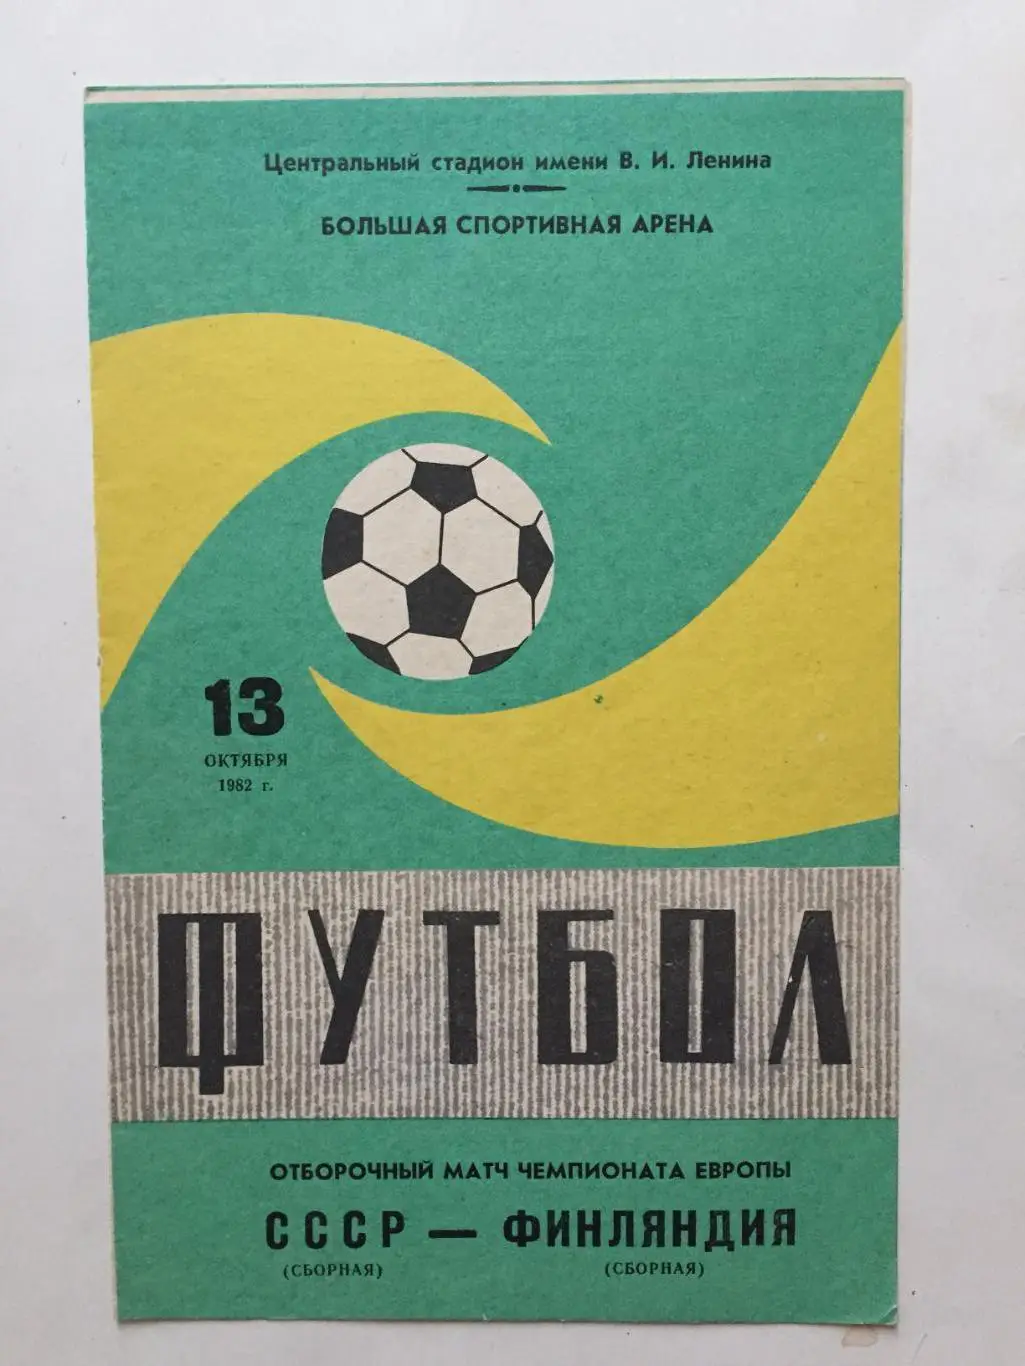 Центральный стадион имени В. И. Ленина
БОЛЬШАЯ СПОРТИВНАЯ АРЕНА
13
ОКТЯБРЯ
1982 г.
ФУТБОЛ
ОТБОРОЧНЫЙ МАТЧ ЧЕМПИОНАТА ЕВРОПЫ
СССР — ФИНЛЯНДИЯ
(СБОРНАЯ) (СБОРНАЯ)